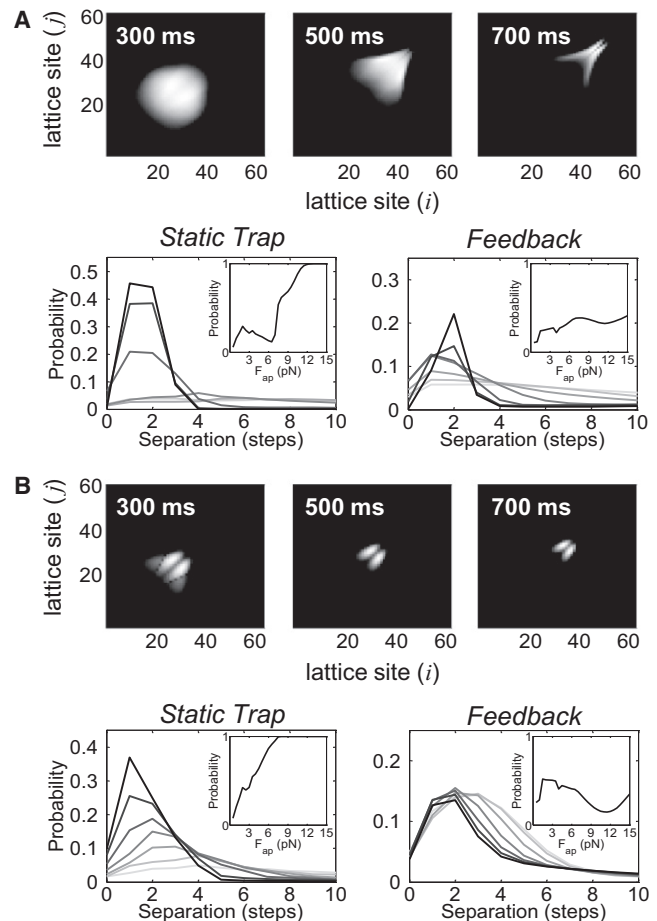 A
300 ms
500 ms
700 ms
lattice site (j)
60
40
20
20 40 60
20 40 60
20 40 60
lattice site (i)
Static Trap
Feedback
Probability
0.5
0.4
0.3
0.2
0.1
0
0 2 4 6 8 10
Separation (steps)
Probability
1
0
3 6 9 12 15
F_ap (pN)
0.3
0.2
0.1
0
0 2 4 6 8 10
Separation (steps)
Probability
1
0
3 6 9 12 15
F_ap (pN)
B
300 ms
500 ms
700 ms
lattice site (j)
60
40
20
0 20 40 60
0 20 40 60
0 20 40 60
lattice site (i)
Static Trap
Feedback
Probability
0.4
0.3
0.2
0.1
0
0 2 4 6 8 10
Separation (steps)
Probability
1
0
3 6 9 12 15
F_ap (pN)
0.2
0.1
0
0 2 4 6 8 10
Separation (steps)
Probability
1
0
3 6 9 12 15
F_ap (pN)